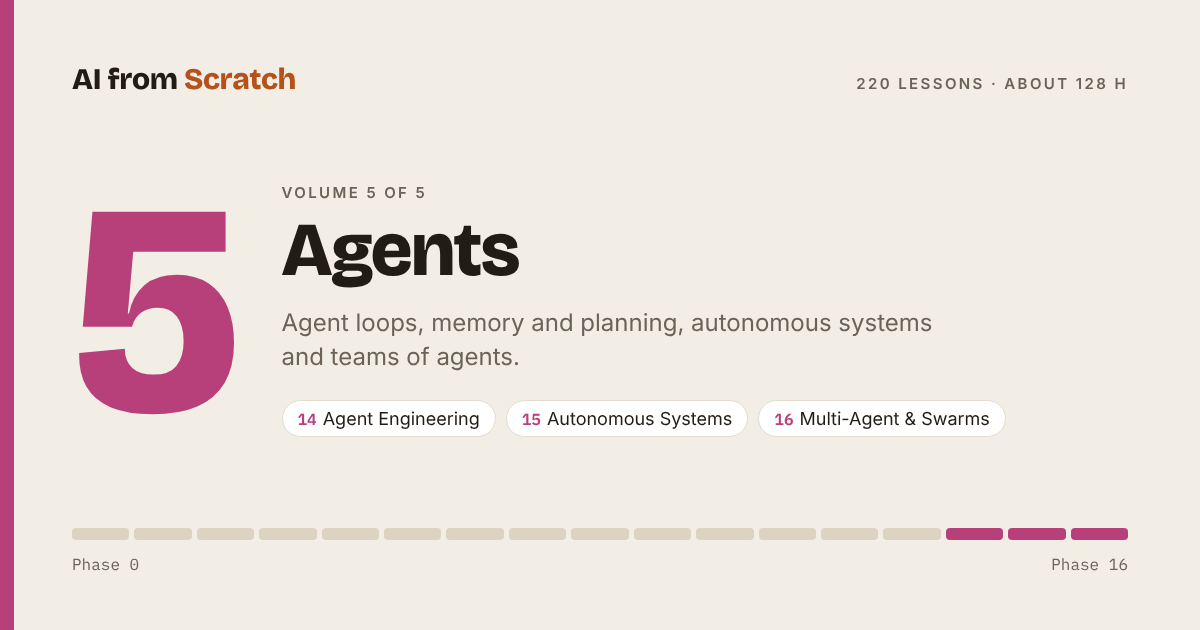 AI from Scratch
220 LESSONS · ABOUT 128 H
5
VOLUME 5 OF 5
Agents
Agent loops, memory and planning, autonomous systems
and teams of agents.
14 Agent Engineering
15 Autonomous Systems
16 Multi-Agent & Swarms
Phase 0
Phase 16